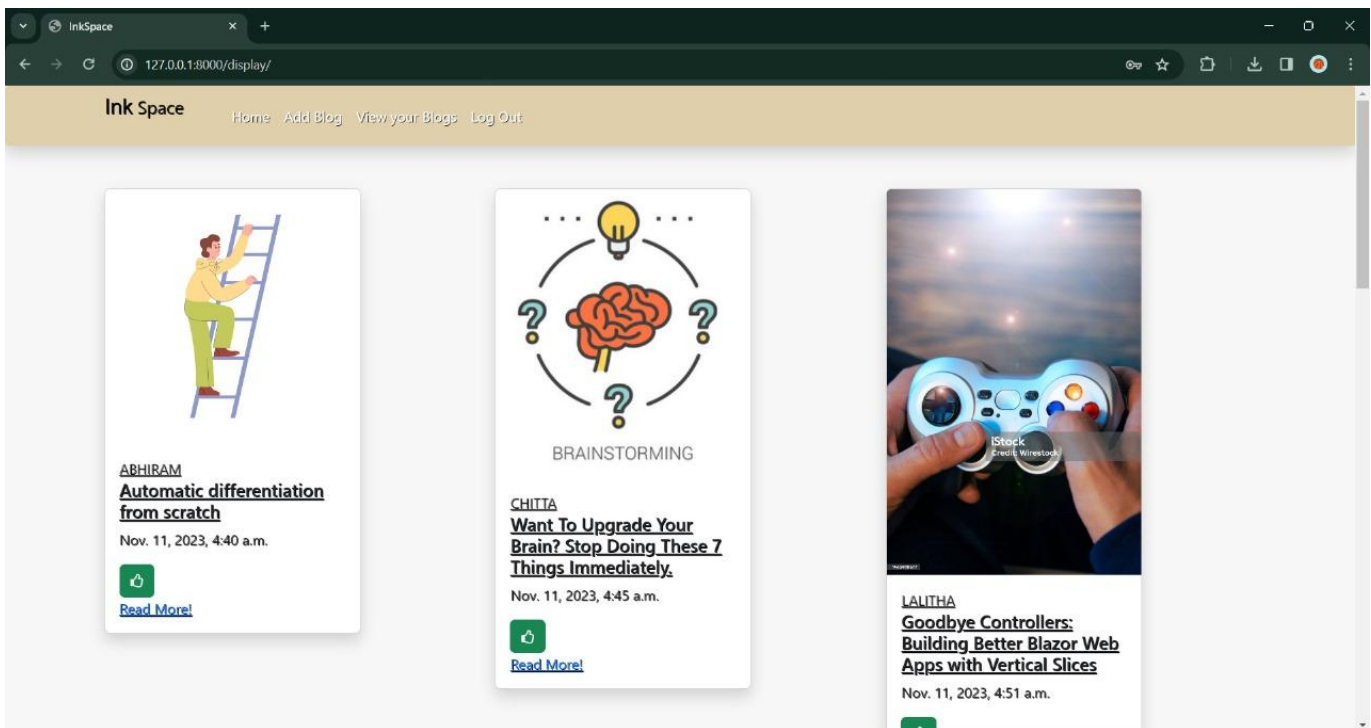 InkSpace
127.0.0.1:8000/display/
Ink Space
Home Add Blog View your Blogs Log Out
BRAINSTORMING
ABHIRAM
Automatic differentiation
from scratch
Nov. 11, 2023, 4:40 a.m.
Read More!
CHITTA
Want To Upgrade Your
Brain? Stop Doing These 7
Things Immediately.
Nov. 11, 2023, 4:45 a.m.
Read More!
iStock
Credit: Wirestock
LALITHA
Goodbye Controllers:
Building Better Blazor Web
Apps with Vertical Slices
Nov. 11, 2023, 4:51 a.m.